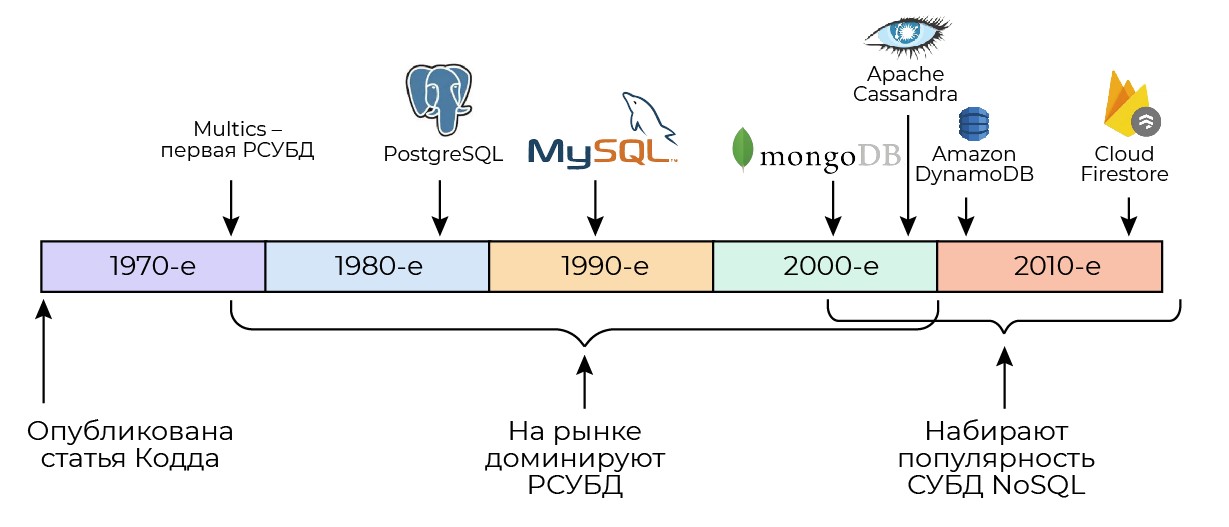 Apache
Cassandra
Multics –
первая РСУБД
PostgreSQL
MySQL™
mongoDB
Amazon
DynamoDB
Cloud
Firestore
1970-е
1980-е
1990-е
2000-е
2010-е
Опубликована
статья Кодда
На рынке
доминируют
РСУБД
Набирают
популярность
СУБД NoSQL